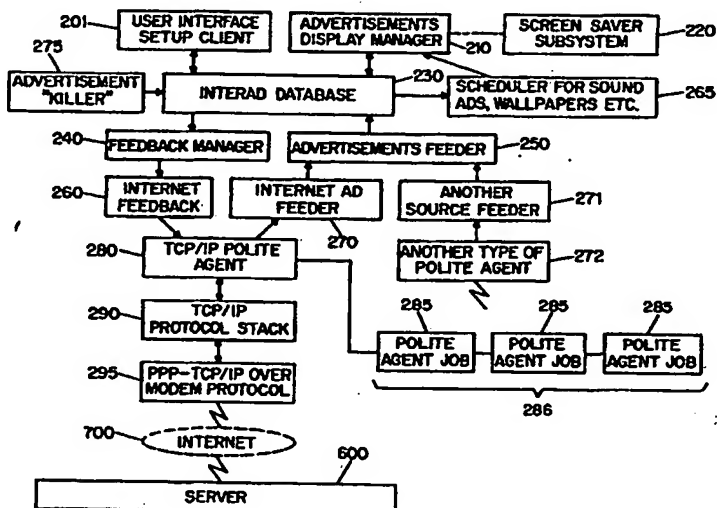 201
USER INTERFACE
SETUP CLIENT
ADVERTISEMENTS
DISPLAY MANAGER
210
SCREEN SAVER
SUBSYSTEM
220
275
ADVERTISEMENT
"KILLER"
230
INTERAD DATABASE
SCHEDULER FOR SOUND
ADS, WALLPAPERS ETC.
265
240
FEEDBACK MANAGER
ADVERTISEMENTS FEEDER
250
260
INTERNET
FEEDBACK
INTERNET AD
FEEDER
270
ANOTHER
SOURCE FEEDER
271
280
TCP/IP POLITE
AGENT
ANOTHER TYPE OF
POLITE AGENT
272
290
TCP/IP
PROTOCOL STACK
285
285
285
POLITE
AGENT JOB
POLITE
AGENT JOB
POLITE
AGENT JOB
286
295
PPP-TCP/IP OVER
MODEM PROTOCOL
700
INTERNET
600
SERVER